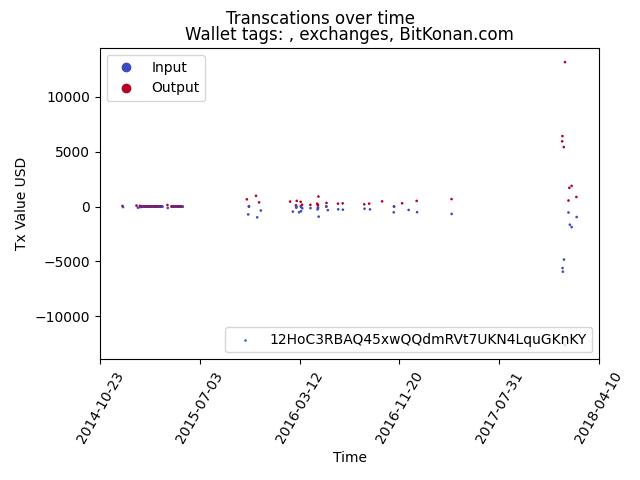 Transcations over time
Wallet tags: , exchanges, BitKonan.com
Input
Output
10000
5000
0
−5000
−10000
Tx Value USD
12HoC3RBAQ45xwQQdmRVt7UKN4LquGKnKY
2014-10-23
2015-07-03
2016-03-12
2016-11-20
2017-07-31
2018-04-10
Time